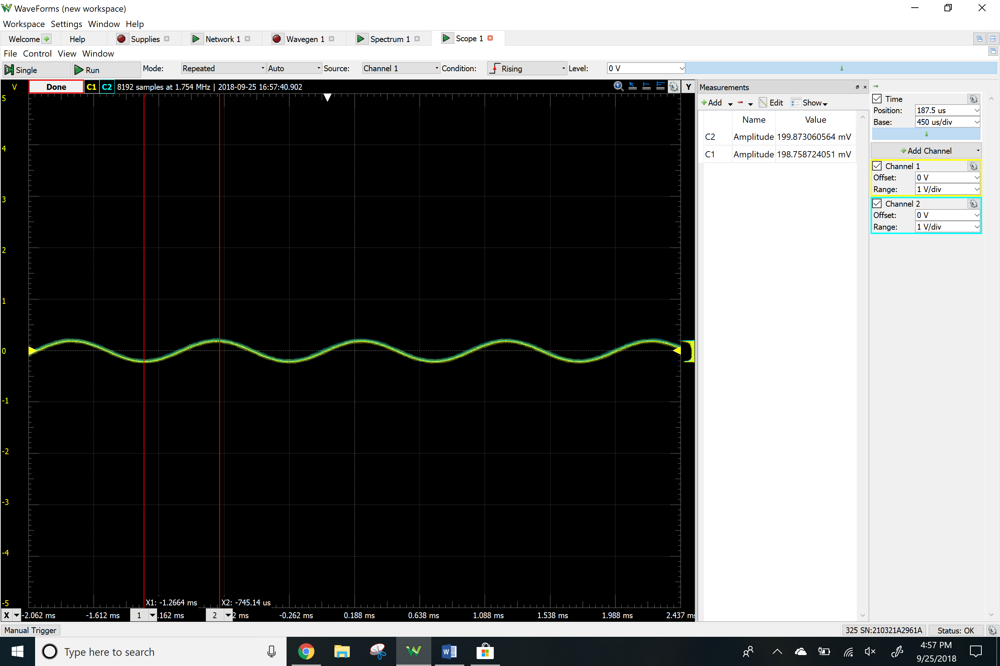 WaveForms (new workspace)
Workspace Settings Window Help
Welcome Help Supplies Network 1 Wavegen 1 Spectrum 1 Scope 1
File Control View Window
Single Run Mode: Repeated Auto Source: Channel 1 Condition: Rising Level: 0 V
V Done C1 C2 8192 samples at 1.754 MHz | 2018-09-25 16:57:40.902 Y
5
4
3
2
1
0
-1
-2
-3
-4
-5
X1: -1.2664 ms X2: -745.14 us
X -2.062 ms -1.612 ms 1 .162 ms 2 2 ms -0.262 ms 0.188 ms 0.638 ms 1.088 ms 1.538 ms 1.988 ms 2.437 ms
Measurements
Add Edit Show
Name Value
C2 Amplitude 199.873060564 mV
C1 Amplitude 198.758724051 mV
Time
Position: 187.5 us
Base: 450 us/div
Add Channel
Channel 1
Offset: 0 V
Range: 1 V/div
Channel 2
Offset: 0 V
Range: 1 V/div
Manual Trigger 325 SN:210321A2961A Status: OK
Type here to search
4:57 PM
9/25/2018